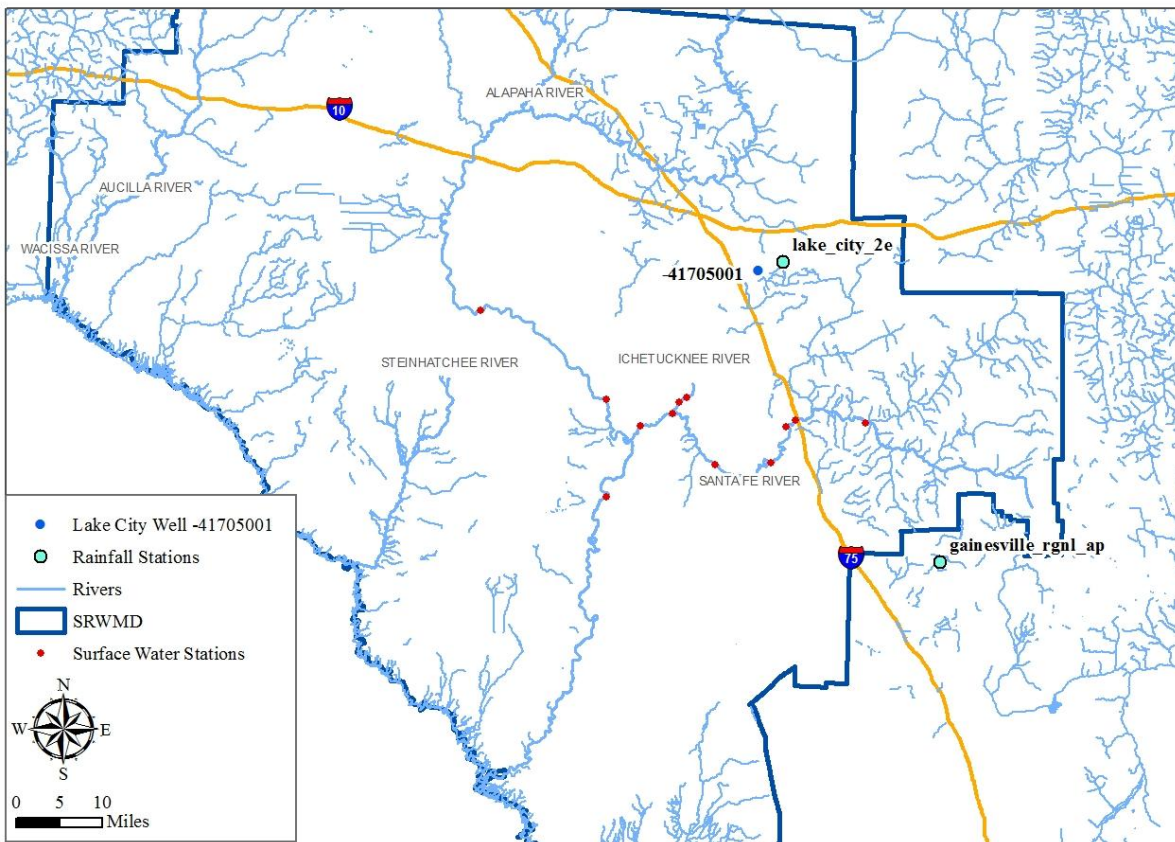 ALAPAHA RIVER
10
AUCILLA RIVER
WACISSA RIVER
lake_city_2e
-41705001
STEINHATCHEE RIVER
ICHETUCKNEE RIVER
SANTA FE RIVER
gainesville_rgnl_ap
75
Lake City Well -41705001
Rainfall Stations
Rivers
SRWMD
Surface Water Stations
N
W E
S
0 5 10
Miles